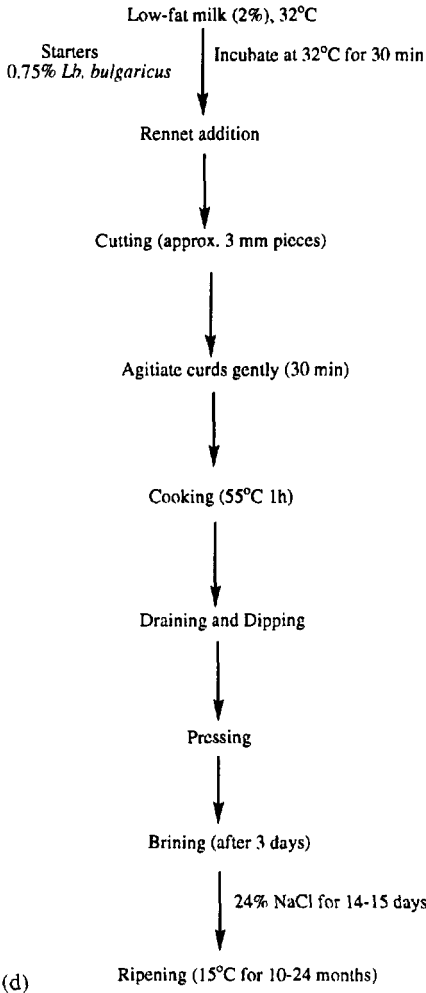 Low-fat milk (2%), 32°C
Starters
0.75% Lb. bulgaricus
Incubate at 32°C for 30 min
Rennet addition
Cutting (approx. 3 mm pieces)
Agitiate curds gently (30 min)
Cooking (55°C 1h)
Draining and Dipping
Pressing
Brining (after 3 days)
24% NaCl for 14-15 days
Ripening (15°C for 10-24 months)
(d)